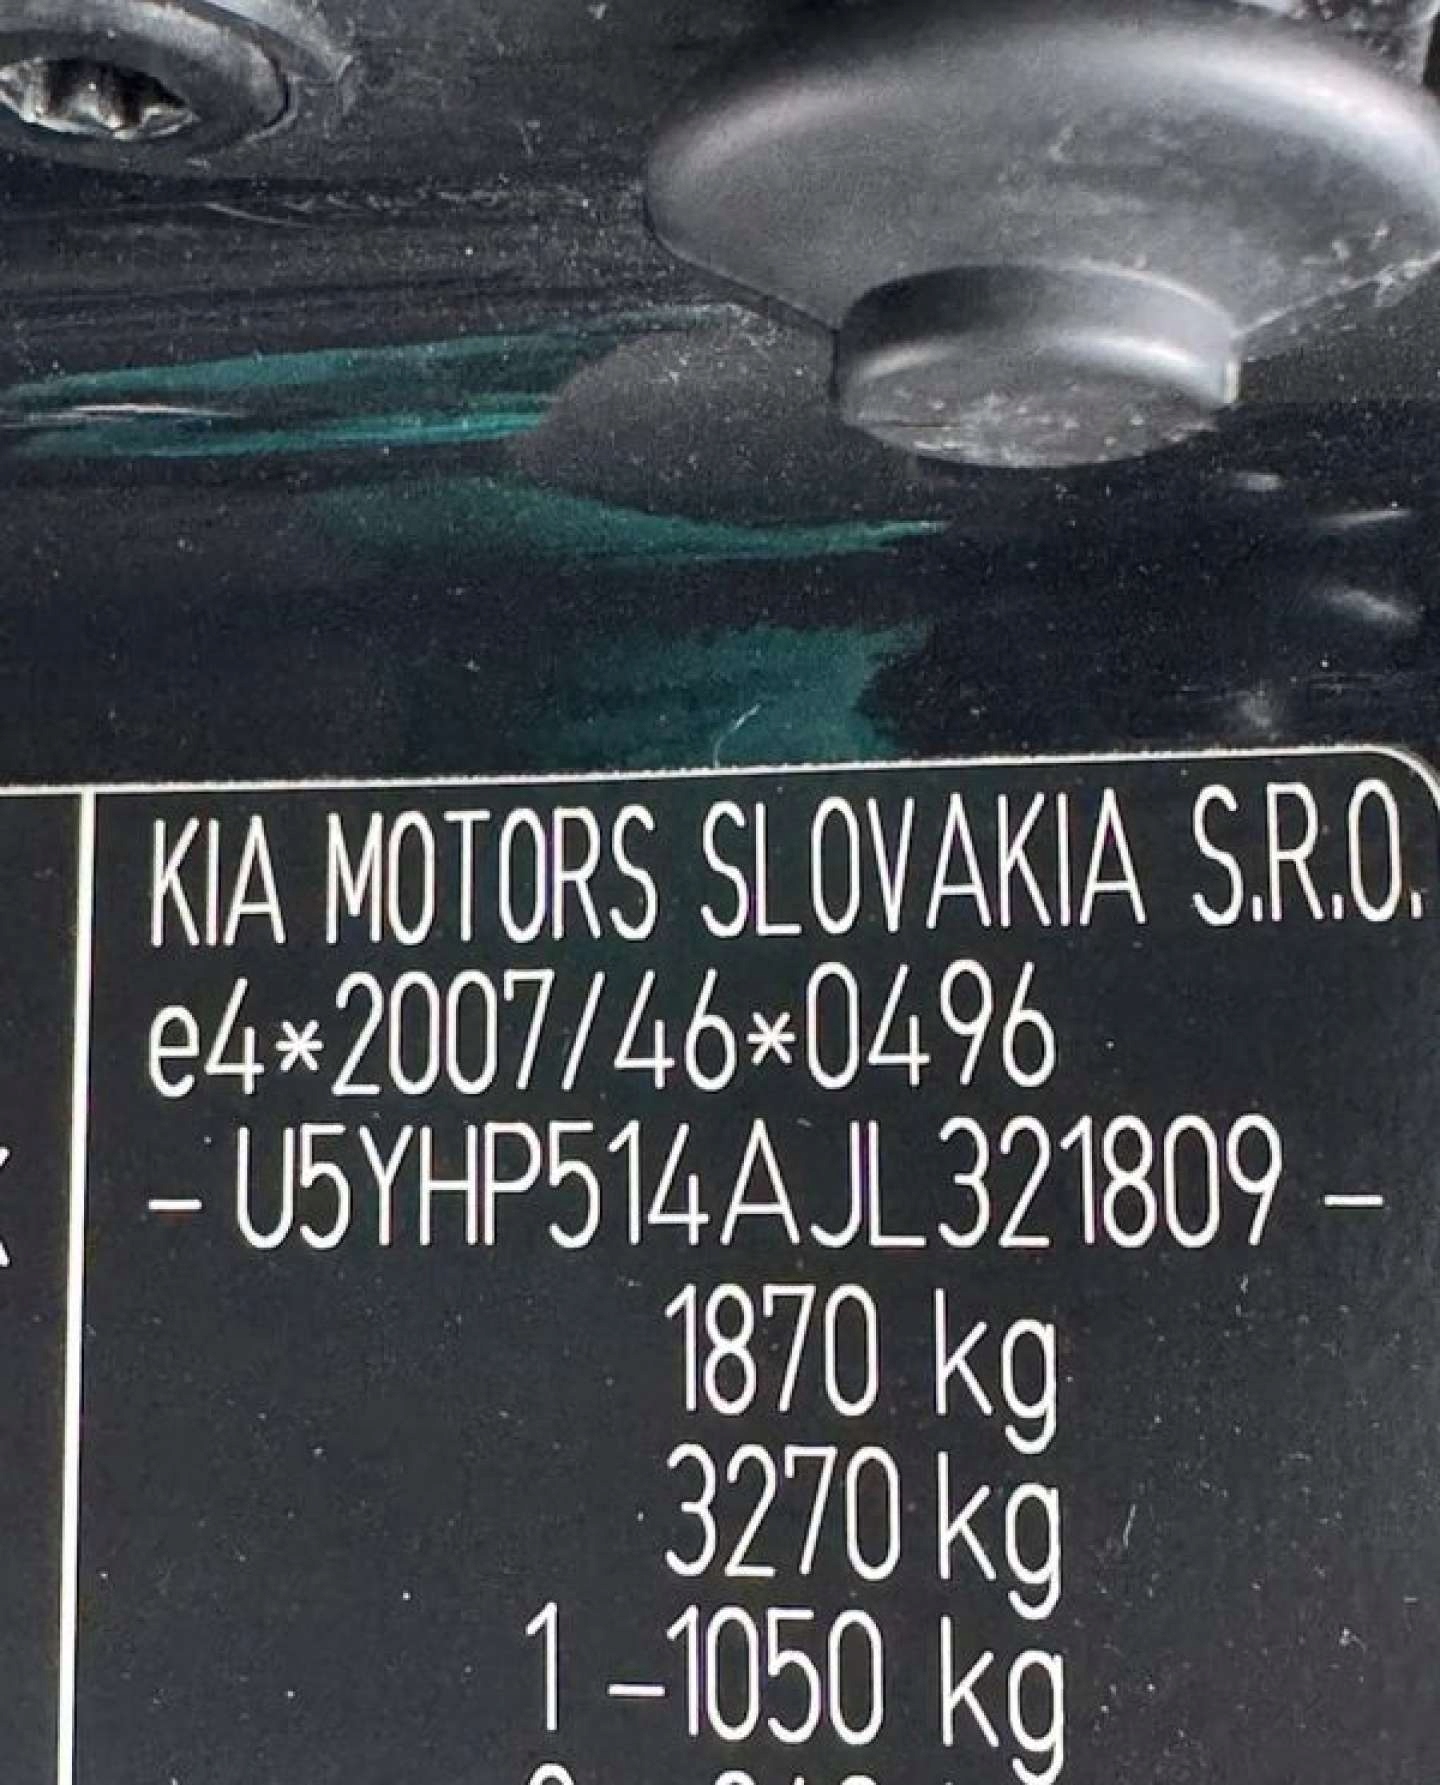 KIA MOTORS SLOVAKIA S.R.O.
e4*2007/46*0496
- U5YHP514AJL321809 -
1870 kg
3270 kg
1 -1050 kg